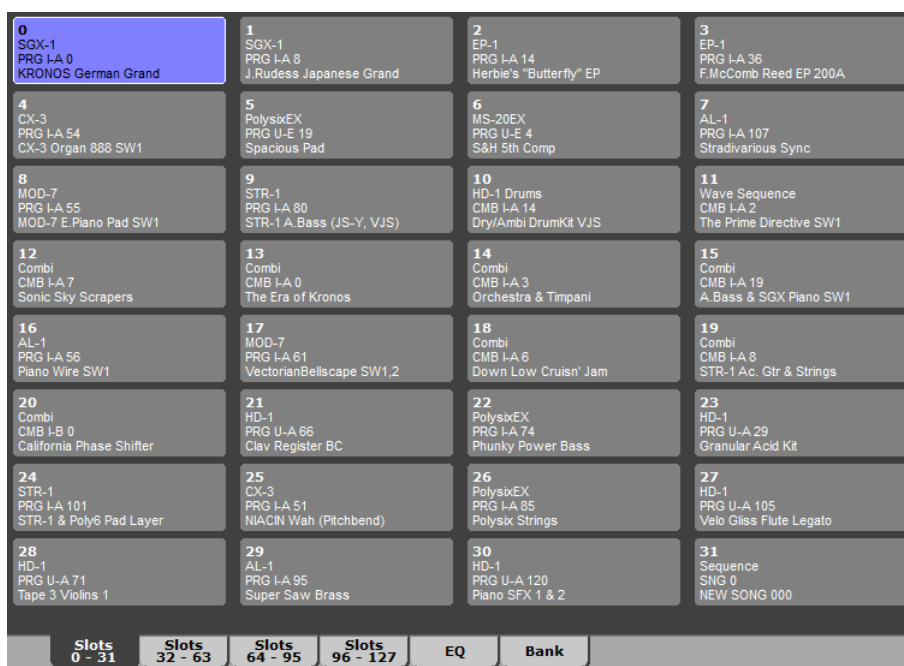 0
SGX-1
PRG I-A 0
KRONOS German Grand
1
SGX-1
PRG I-A 8
J.Rudess Japanese Grand
2
EP-1
PRG I-A 14
Herbie's "Butterfly" EP
3
EP-1
PRG I-A 36
F.McComb Reed EP 200A
4
CX-3
PRG I-A 54
CX-3 Organ 888 SW1
5
PolysixEX
PRG U-E 19
Spacious Pad
6
MS-20EX
PRG U-E 4
S&H 5th Comp
7
AL-1
PRG I-A 107
Stradivarious Sync
8
MOD-7
PRG I-A 55
MOD-7 E.Piano Pad SW1
9
STR-1
PRG I-A 80
STR-1 A.Bass (JS-Y, VJS)
10
HD-1 Drums
CMB I-A 14
Dry/Ambi DrumKit VJS
11
Wave Sequence
CMB I-A 2
The Prime Directive SW1
12
Combi
CMB I-A 7
Sonic Sky Scrapers
13
Combi
CMB I-A 0
The Era of Kronos
14
Combi
CMB I-A 3
Orchestra & Timpani
15
Combi
CMB I-A 19
A.Bass & SGX Piano SW1
16
AL-1
PRG I-A 56
Piano Wire SW1
17
MOD-7
PRG I-A 61
VectorianBellscape SW1,2
18
Combi
CMB I-A 6
Down Low Cruisn' Jam
19
Combi
CMB I-A 8
STR-1 Ac. Gtr & Strings
20
Combi
CMB I-B 0
California Phase Shifter
21
HD-1
PRG U-A 66
Clav Register BC
22
PolysixEX
PRG I-A 74
Phunky Power Bass
23
HD-1
PRG U-A 29
Granular Acid Kit
24
STR-1
PRG I-A 101
STR-1 & Poly6 Pad Layer
25
CX-3
PRG I-A 51
NIACIN Wah (Pitchbend)
26
PolysixEX
PRG I-A 85
Polysix Strings
27
HD-1
PRG U-A 105
Velo Gliss Flute Legato
28
HD-1
PRG U-A 71
Tape 3 Violins 1
29
AL-1
PRG I-A 95
Super Saw Brass
30
HD-1
PRG U-A 120
Piano SFX 1 & 2
31
Sequence
SNG 0
NEW SONG 000
Slots
0 - 31
Slots
32 - 63
Slots
64 - 95
Slots
96 - 127
EQ
Bank